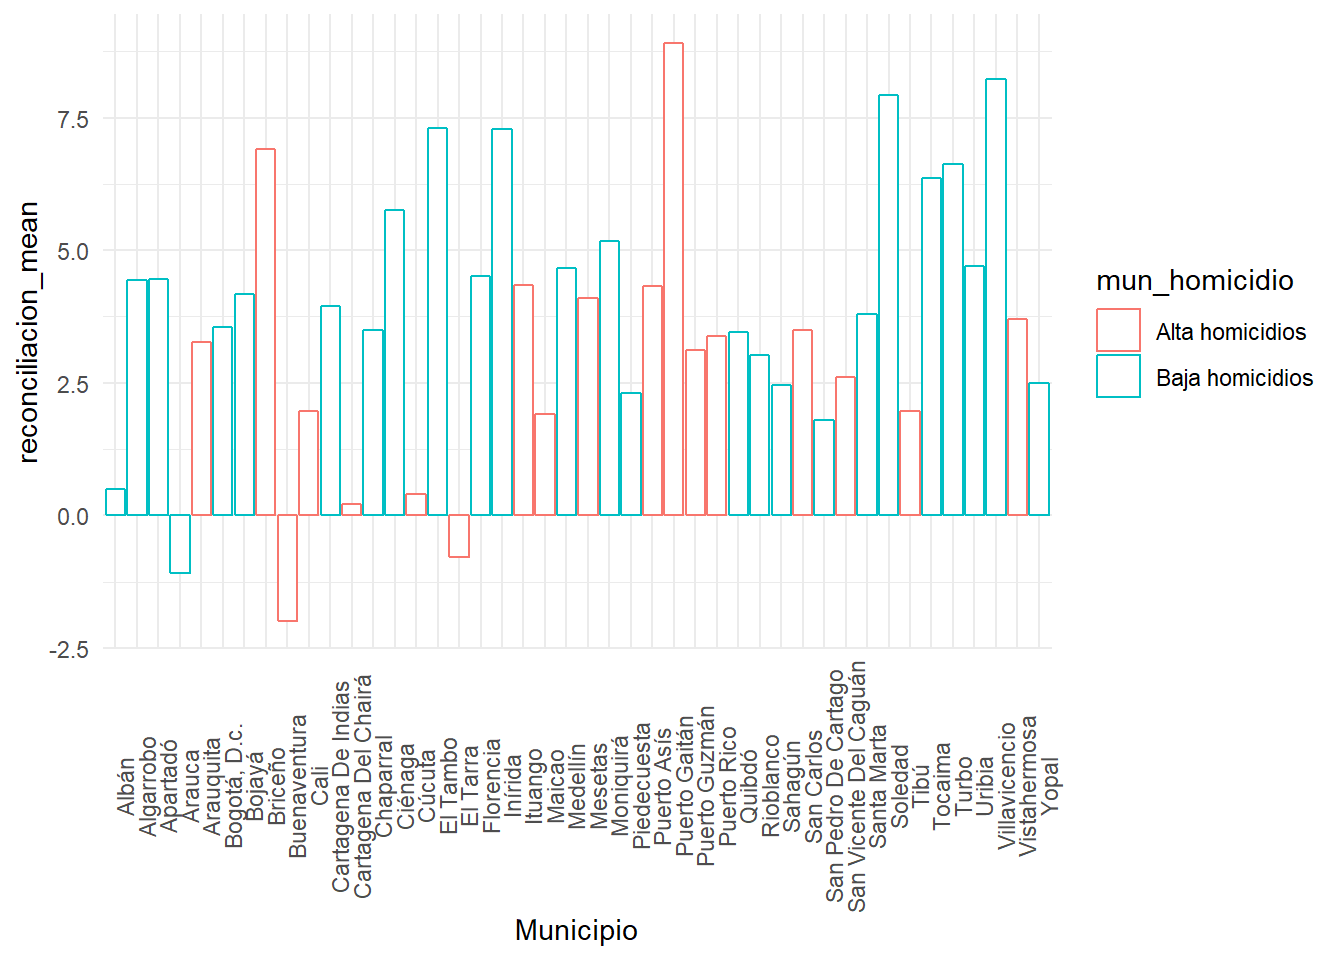 reconciliacion_mean
7.5
5.0
2.5
0.0
-2.5
Albán
Algarrobo
Apartadó
Arauca
Arauquita
Bogotá, D.c.
Bojayá
Briceño
Buenaventura
Cali
Cartagena De Indias
Cartagena Del Chairá
Chaparral
Ciénaga
Cúcuta
El Tambo
El Tarra
Florencia
Inírida
Ituango
Maicao
Medellín
Mesetas
Moniquirá
Piedecuesta
Puerto Asís
Puerto Gaitán
Puerto Guzmán
Puerto Rico
Quibdó
Rioblanco
Sahagún
San Carlos
San Pedro De Cartago
San Vicente Del Caguán
Santa Marta
Soledad
Tibú
Tocaima
Turbo
Uribia
Villavicencio
Vistahermosa
Yopal
Municipio
mun_homicidio
Alta homicidios
Baja homicidios